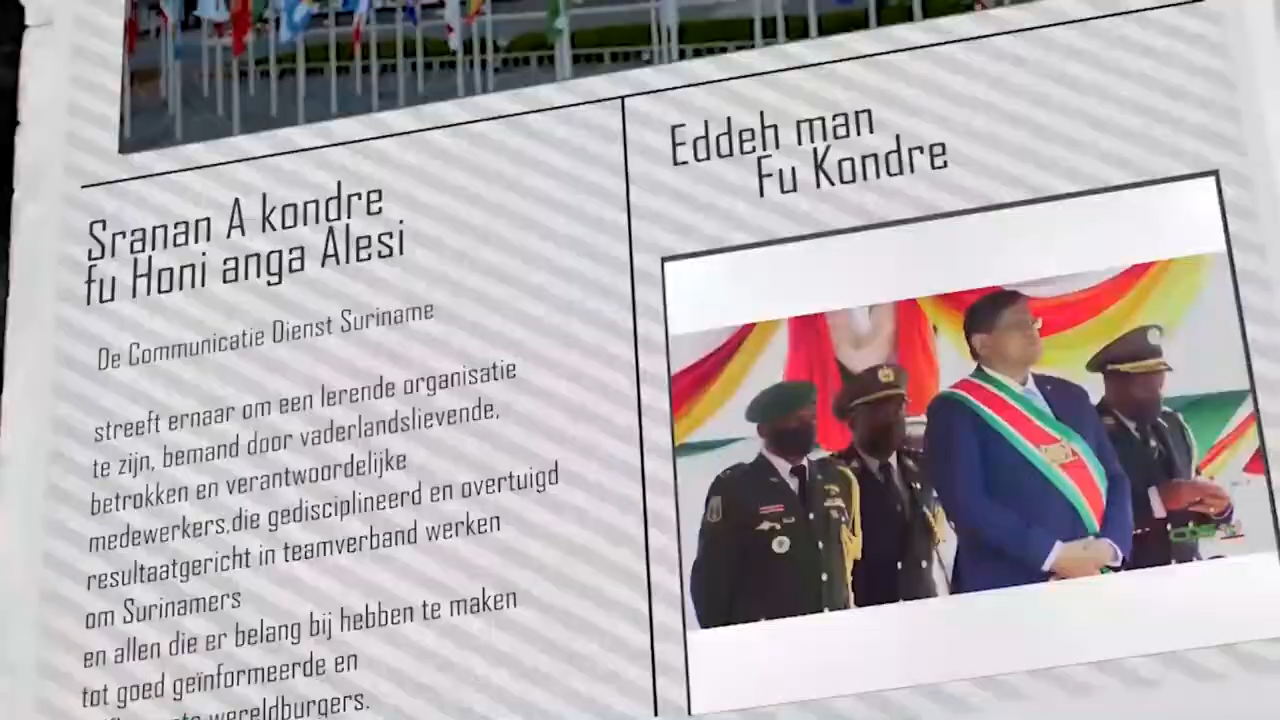 Sranan A kondre
fu Honi anga Alesi
De Communicatie Dienst Suriname
streeft ernaar om een lerende organisatie
te zijn, bemand door vaderlandslievende,
betrokken en verantwoordelijke
medewerkers,die gedisciplineerd en overtuigd
resultaatgericht in teamverband werken
om Surinamers
en allen die er belang bij hebben te maken
tot goed geïnformeerde en
wereldburgers.
Eddeh man
Fu Kondre